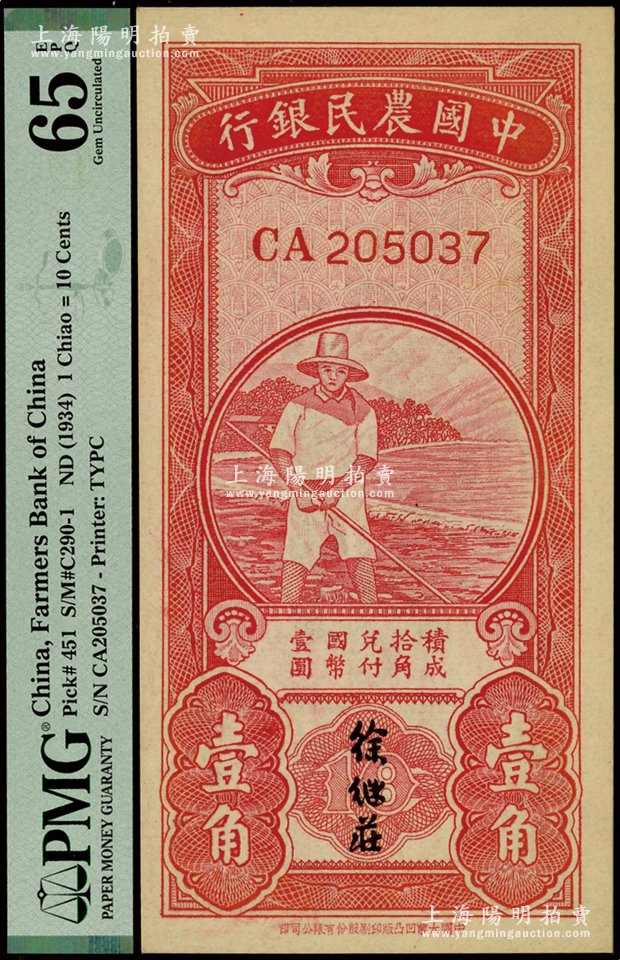 PMG®
PAPER MONEY GUARANTY
China, Farmers Bank of China
Pick# 451 S/M#C290-1 ND (1934) 1 Chiao = 10 Cents
S/N CA205037 - Printer: TYPC
65 EPQ
Gem Uncirculated
上海陽明拍賣
www.yangmingauction.com
中國農民銀行
CA 205037
上海陽明拍賣
www.yangmingauction.com
積成拾角兌付國幣壹圓
壹角
徐繼莊
10
壹角
上海陽明拍賣
www.yangmingauction.com